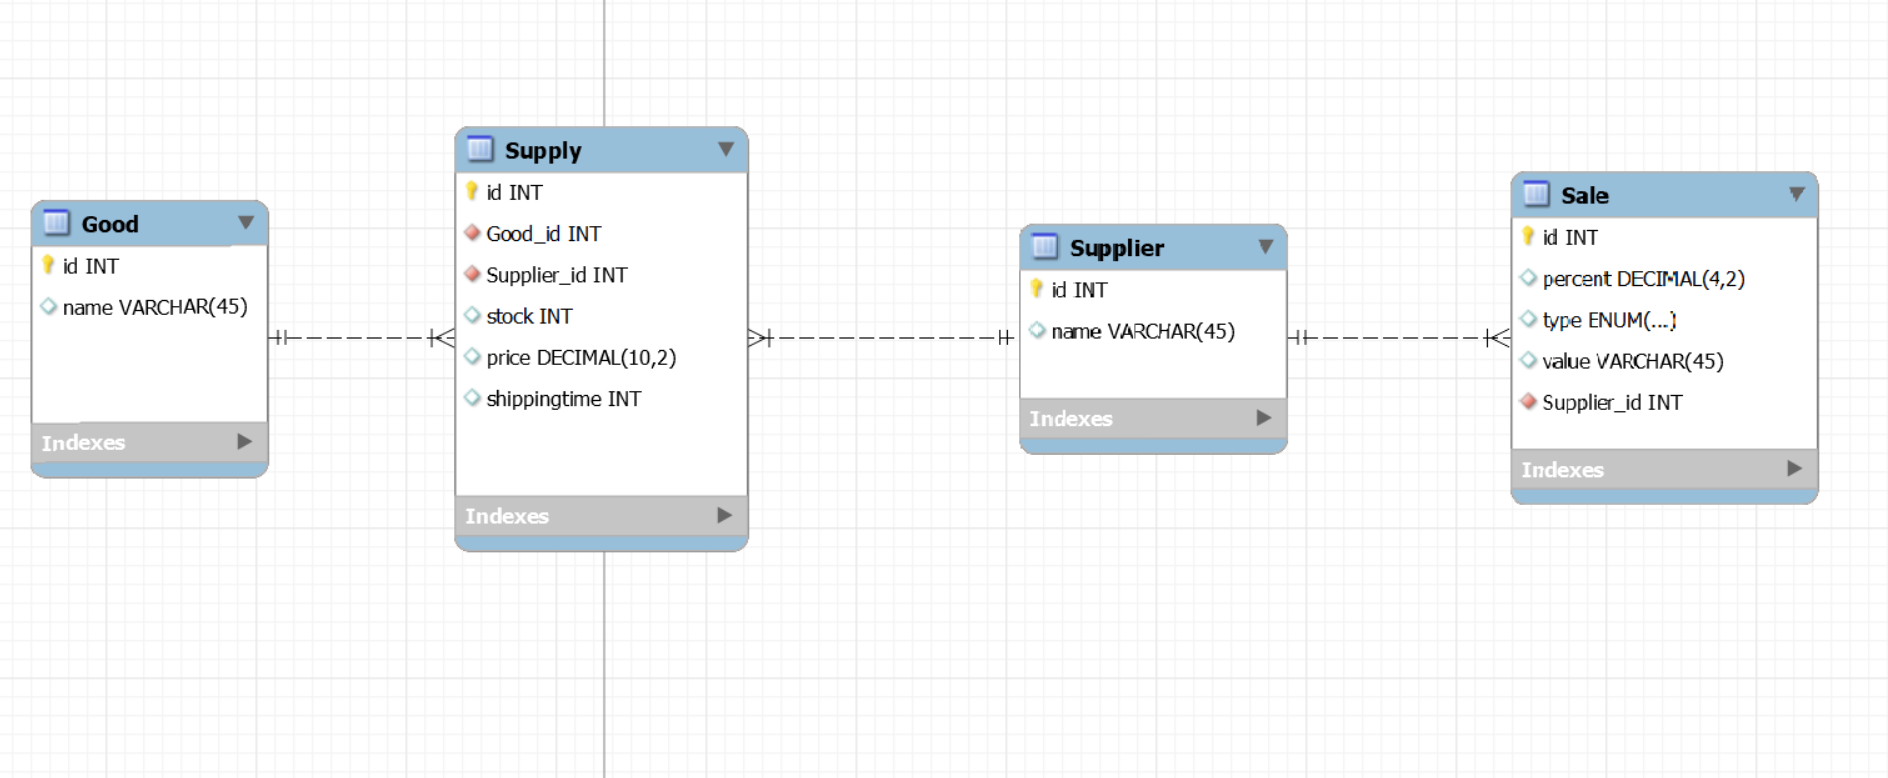 Good
id INT
name VARCHAR(45)
Indexes
Supply
id INT
Good_id INT
Supplier_id INT
stock INT
price DECIMAL(10,2)
shippingtime INT
Indexes
Supplier
id INT
name VARCHAR(45)
Indexes
Sale
id INT
percent DECIMAL(4,2)
type ENUM(...)
value VARCHAR(45)
Supplier_id INT
Indexes